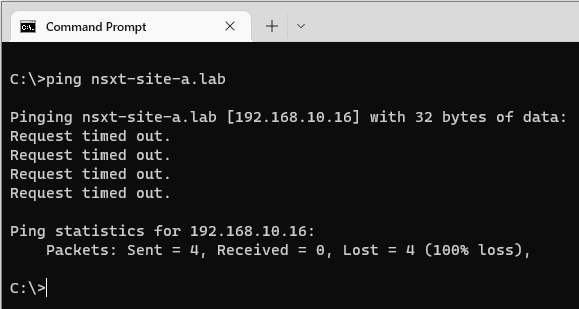 Command Prompt
C:\>ping nsxt-site-a.lab
Pinging nsxt-site-a.lab [192.168.10.16] with 32 bytes of data:
Request timed out.
Request timed out.
Request timed out.
Request timed out.
Ping statistics for 192.168.10.16:
    Packets: Sent = 4, Received = 0, Lost = 4 (100% loss),
C:\>